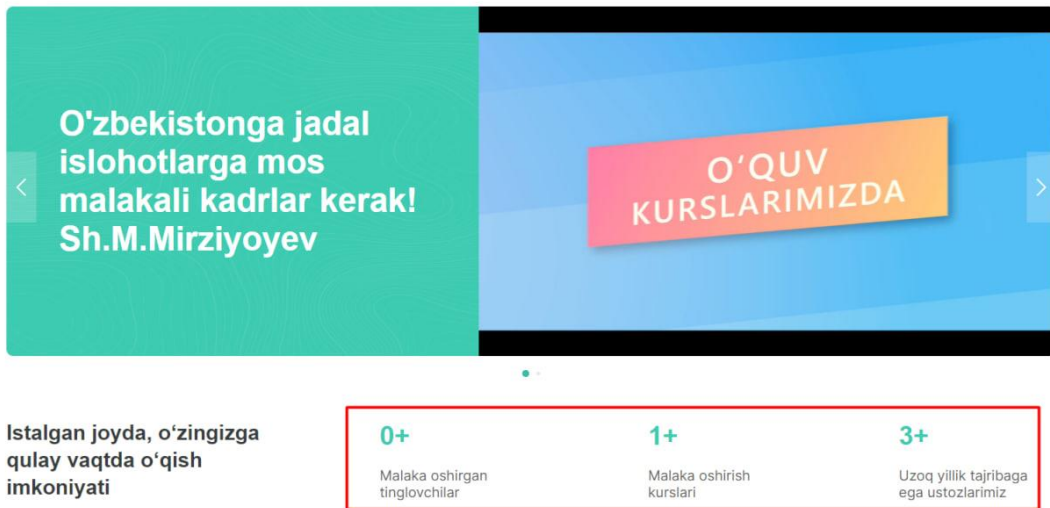 O'zbekistonga jadal
islohotlarga mos
malakali kadrlar kerak!
Sh.M.Mirziyoyev
O‘QUV
KURSLARIMIZDA
Istalgan joyda, o‘zingizga
qulay vaqtda o‘qish
imkoniyati
0+
Malaka oshirgan
tinglovchilar
1+
Malaka oshirish
kurslari
3+
Uzoq yillik tajribaga
ega ustozlarimiz